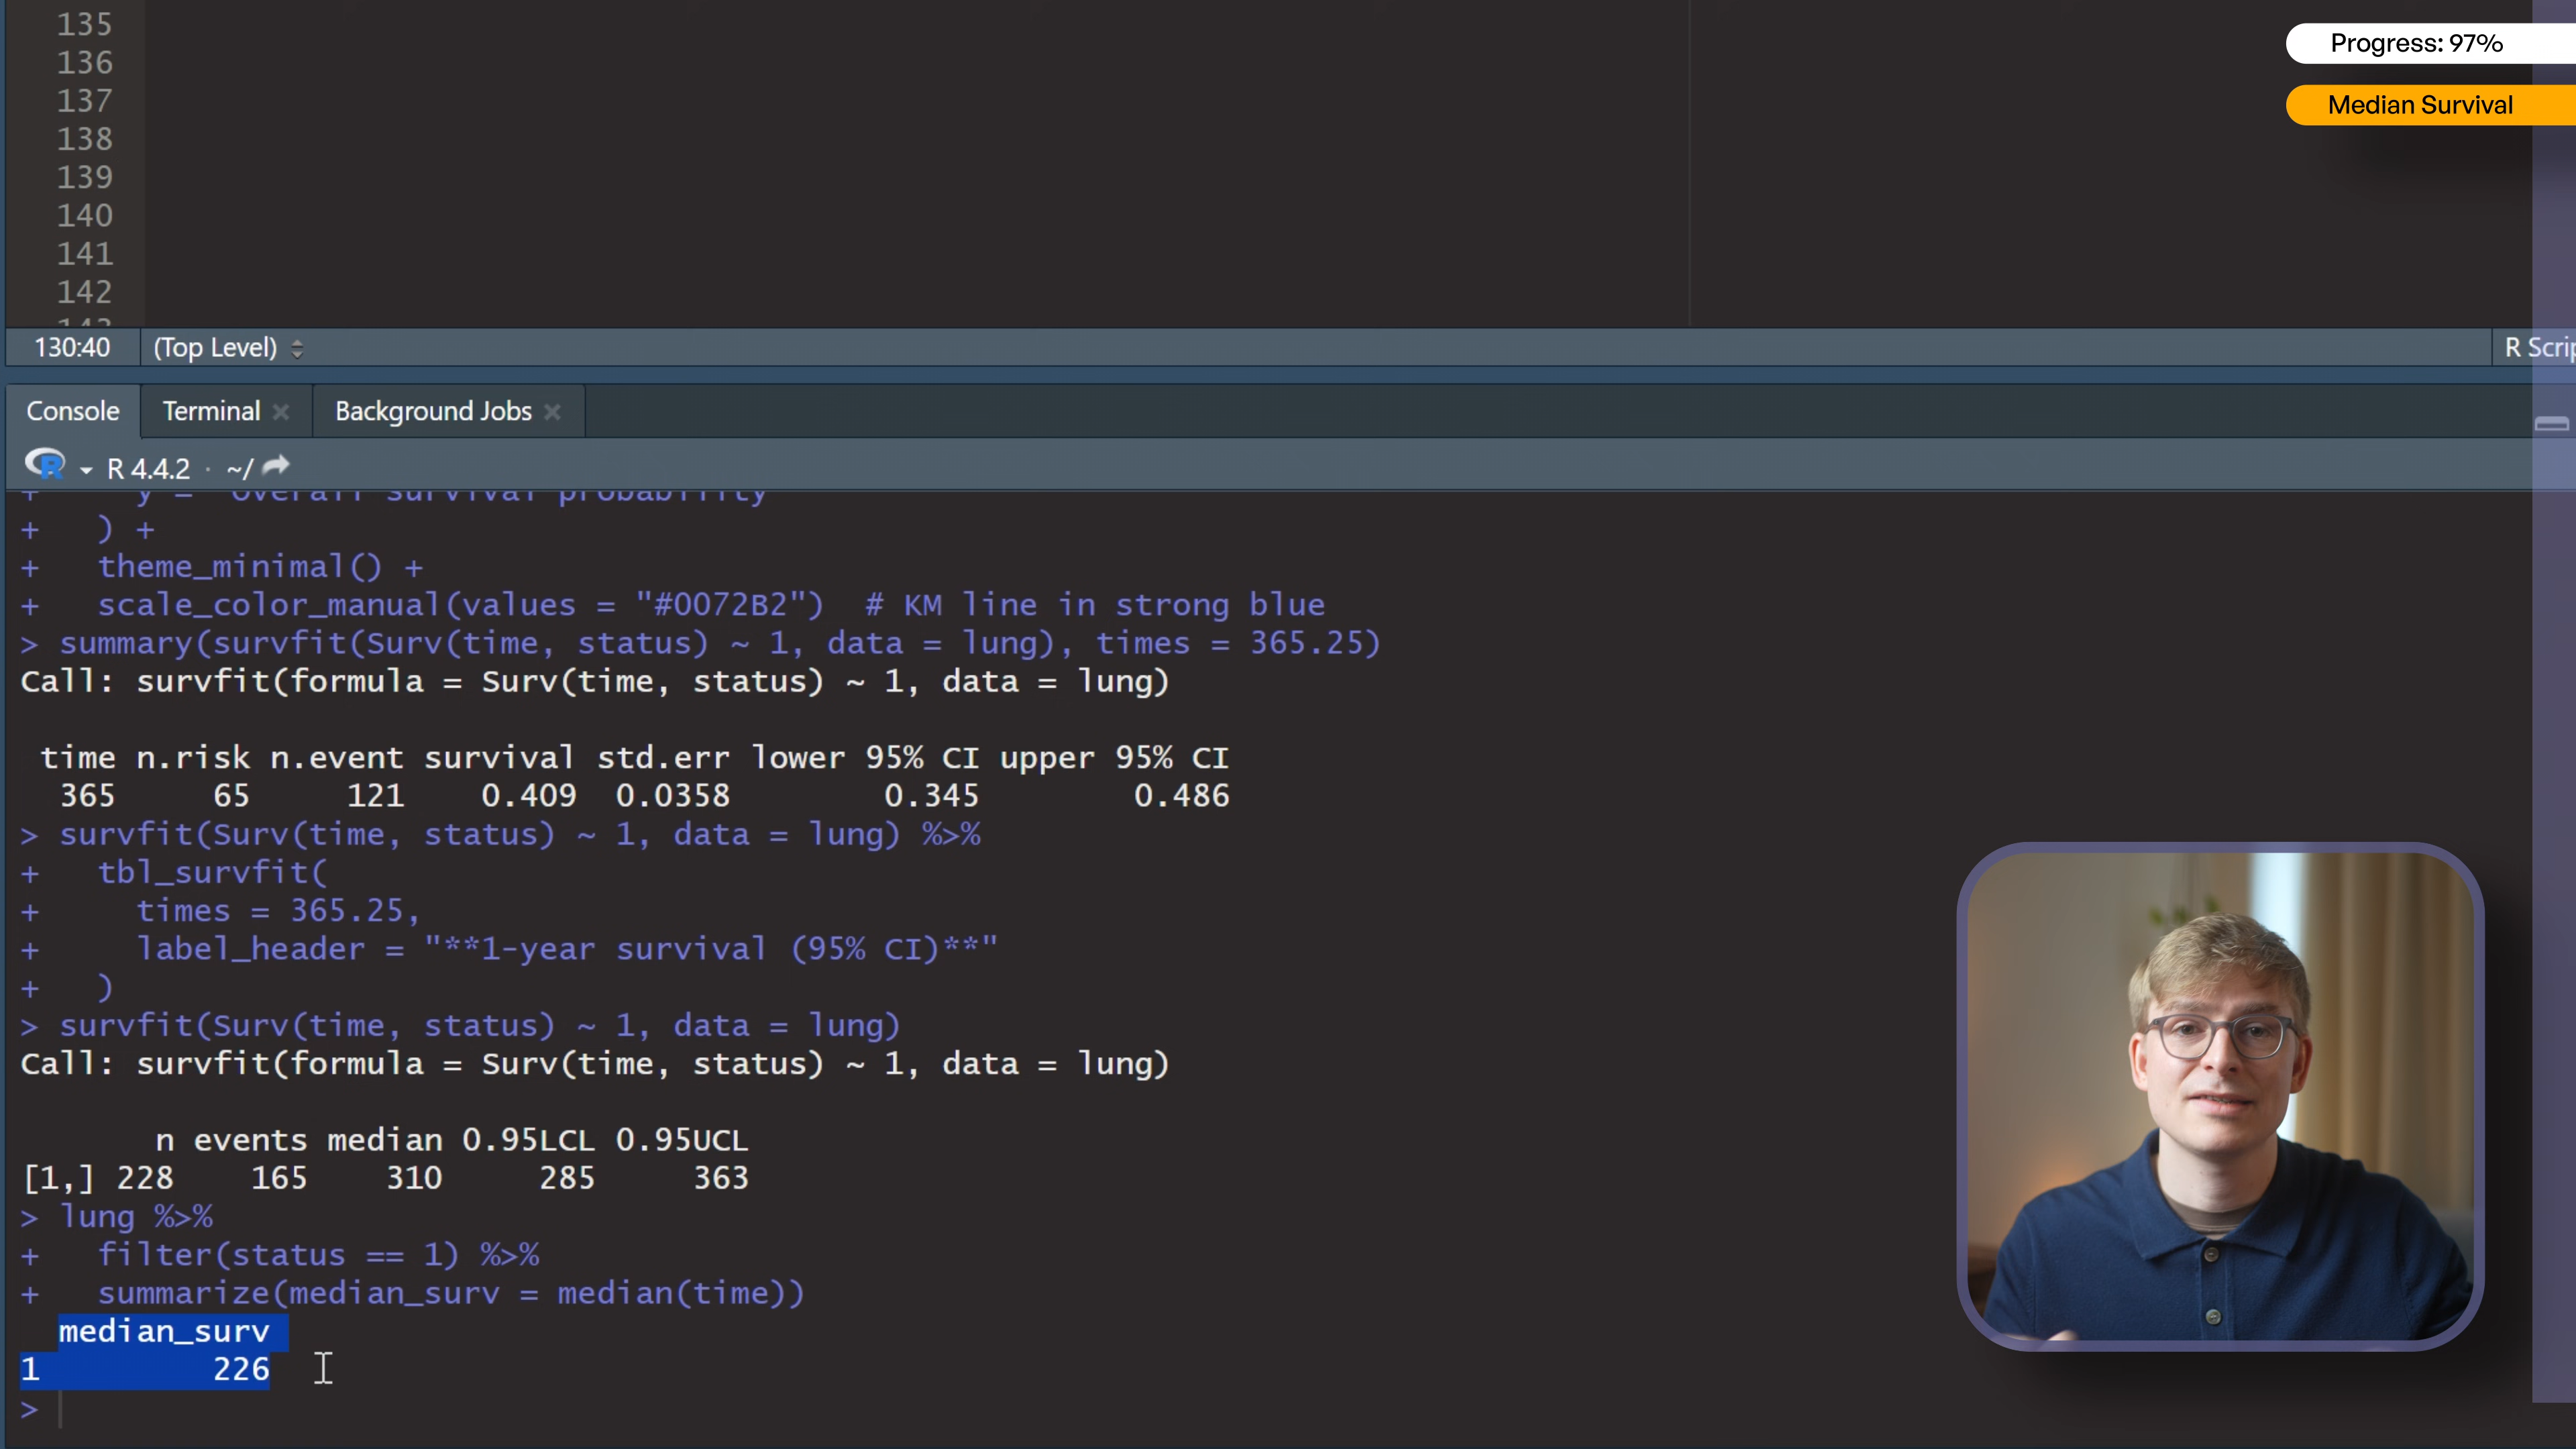 135
136
137
138
139
140
141
142
143
Progress: 97%
Median Survival
130:40 (Top Level)
R Scrip
Console Terminal Background Jobs
R 4.4.2 · ~/
+ y = "Overall survival probability"
+ ) +
+ theme_minimal() +
+ scale_color_manual(values = "#0072B2") # KM line in strong blue
> summary(survfit(Surv(time, status) ~ 1, data = lung), times = 365.25)
Call: survfit(formula = Surv(time, status) ~ 1, data = lung)
time n.risk n.event survival std.err lower 95% CI upper 95% CI
365 65 121 0.409 0.0358 0.345 0.486
> survfit(Surv(time, status) ~ 1, data = lung) %>%
+ tbl_survfit(
+ times = 365.25,
+ label_header = "**1-year survival (95% CI)**"
+ )
> survfit(Surv(time, status) ~ 1, data = lung)
Call: survfit(formula = Surv(time, status) ~ 1, data = lung)
n events median 0.95LCL 0.95UCL
[1,] 228 165 310 285 363
> lung %>%
+ filter(status == 1) %>%
+ summarize(median_surv = median(time))
median_surv
1 226
>